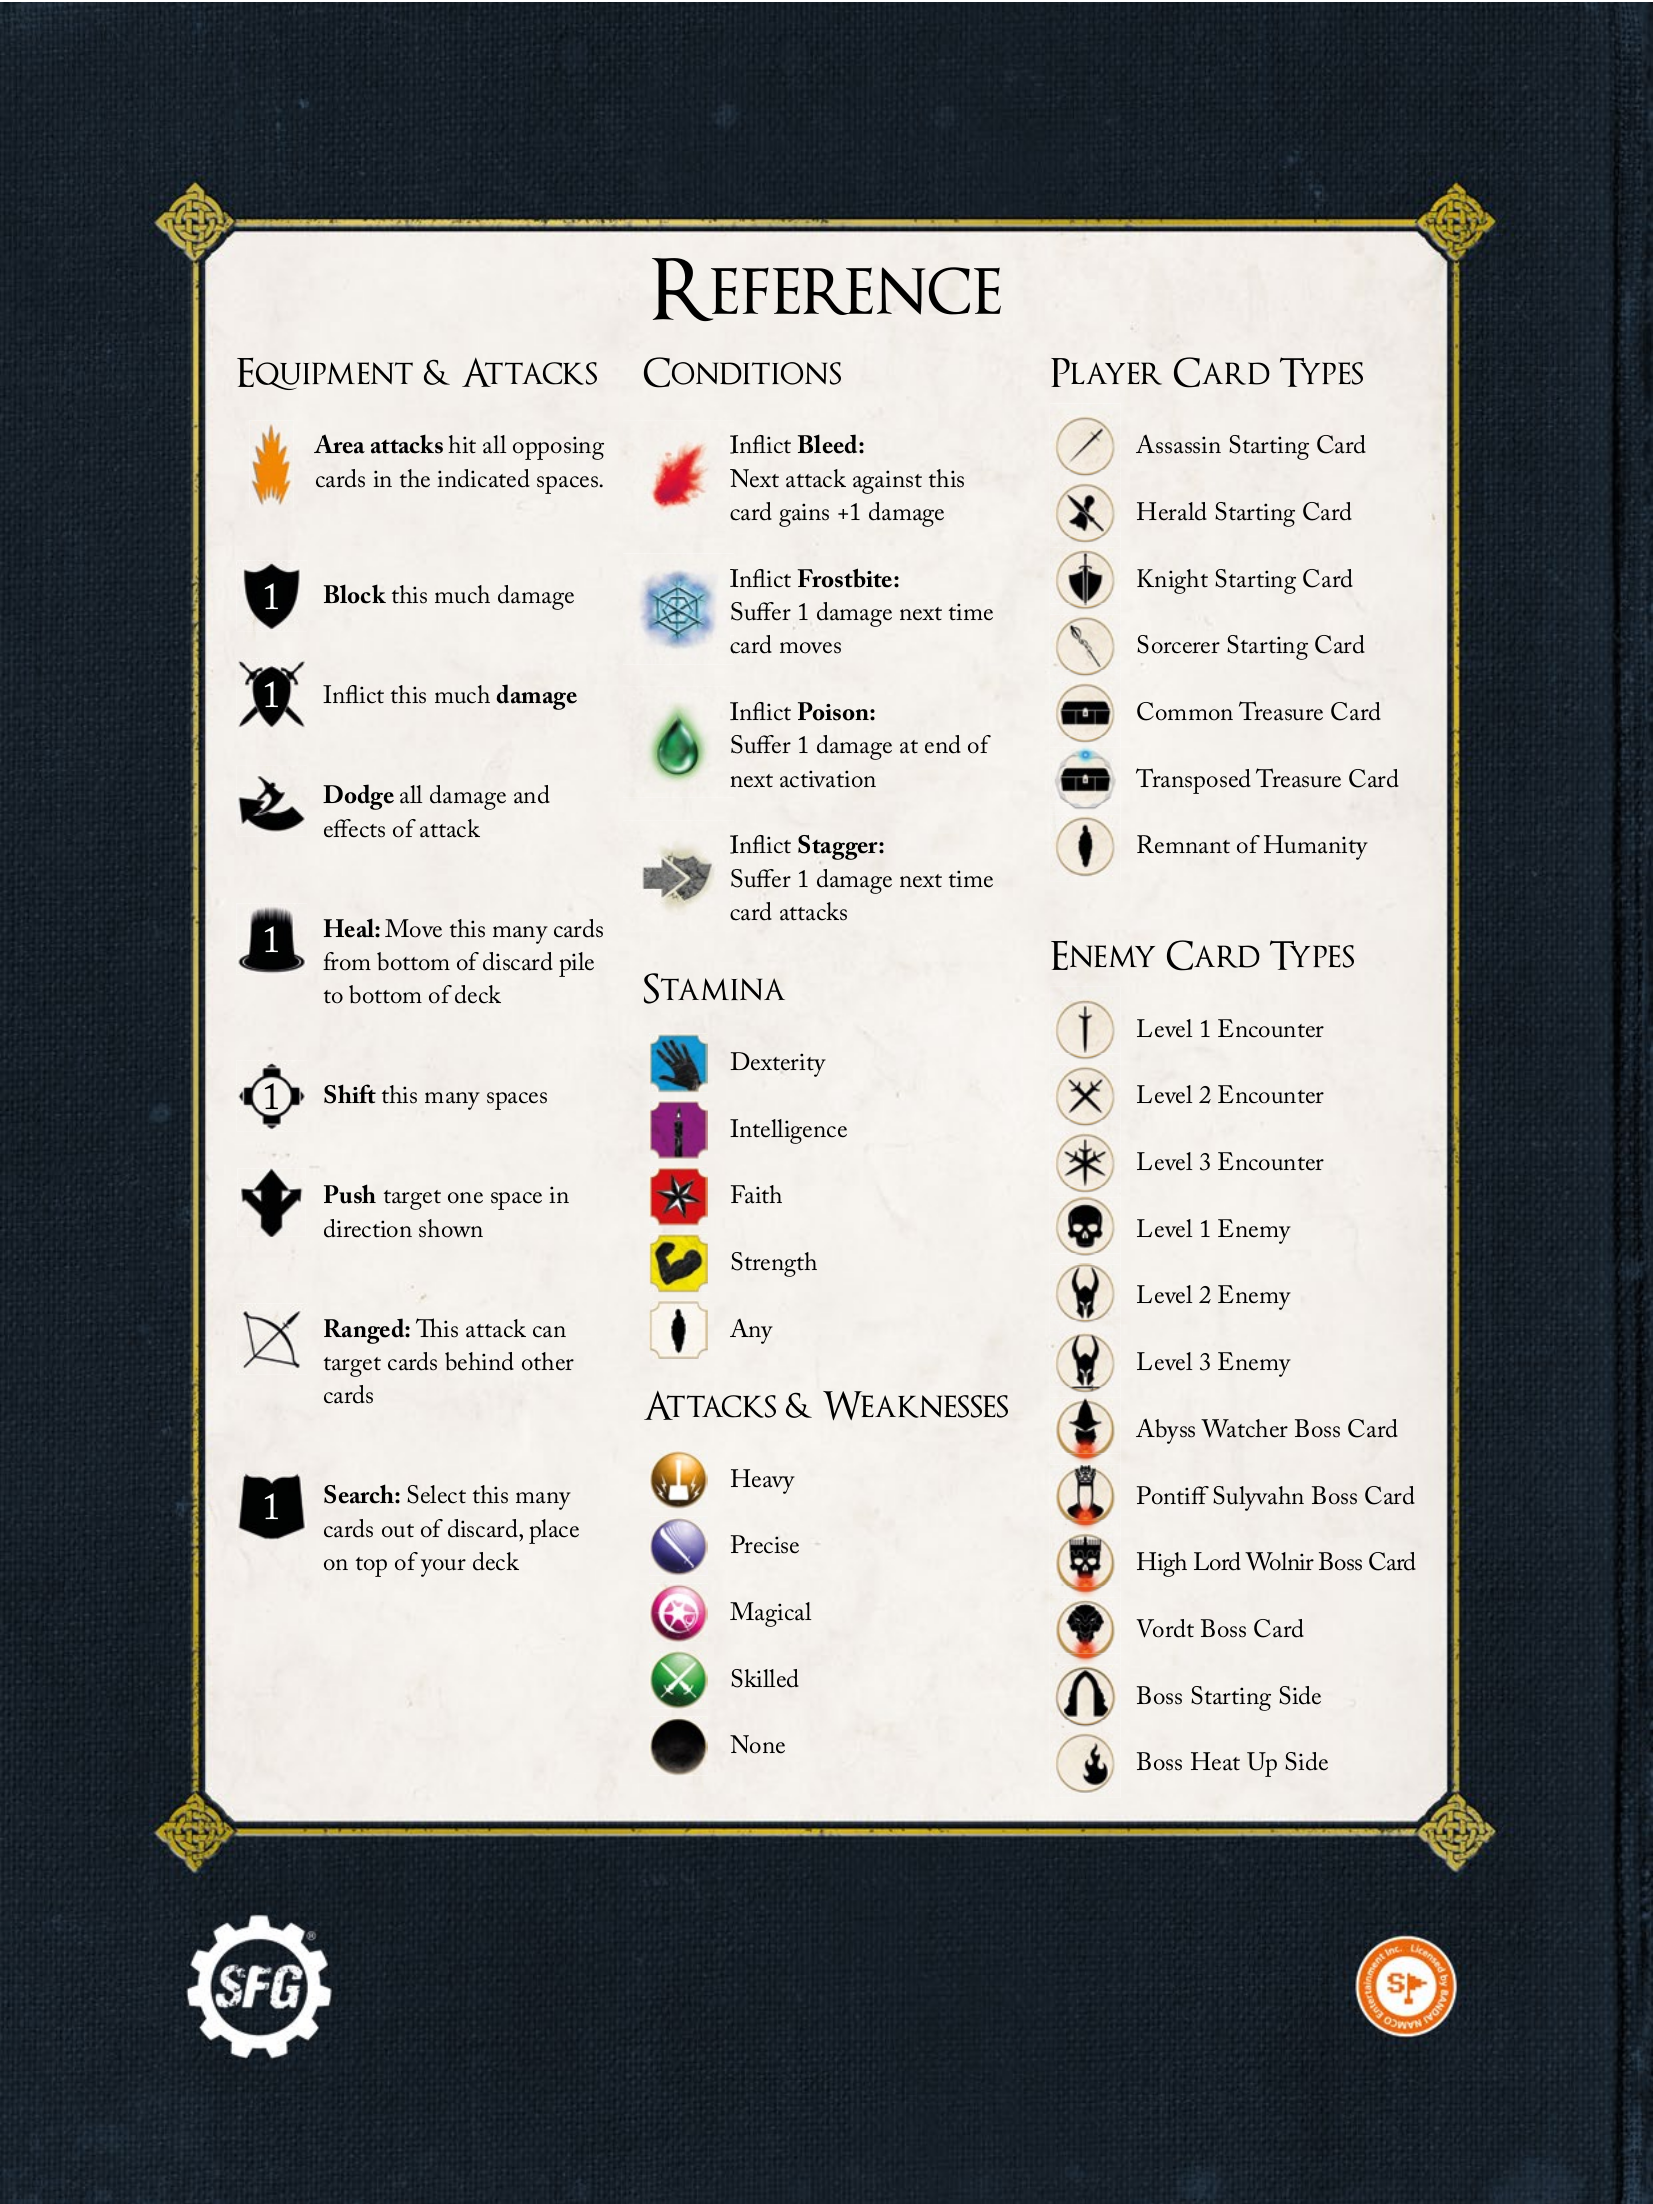 REFERENCE
EQUIPMENT & ATTACKS
Area attacks hit all opposing
cards in the indicated spaces.
1
Block this much damage
1
Inflict this much damage
Dodge all damage and
effects of attack
1
Heal: Move this many cards
from bottom of discard pile
to bottom of deck
1
Shift this many spaces
Push target one space in
direction shown
Ranged: This attack can
target cards behind other
cards
1
Search: Select this many
cards out of discard, place
on top of your deck
CONDITIONS
Inflict Bleed:
Next attack against this
card gains +1 damage
Inflict Frostbite:
Suffer 1 damage next time
card moves
Inflict Poison:
Suffer 1 damage at end of
next activation
Inflict Stagger:
Suffer 1 damage next time
card attacks
STAMINA
Dexterity
Intelligence
Faith
Strength
Any
ATTACKS & WEAKNESSES
Heavy
Precise
Magical
Skilled
None
PLAYER CARD TYPES
Assassin Starting Card
Herald Starting Card
Knight Starting Card
Sorcerer Starting Card
Common Treasure Card
Transposed Treasure Card
Remnant of Humanity
ENEMY CARD TYPES
Level 1 Encounter
Level 2 Encounter
Level 3 Encounter
Level 1 Enemy
Level 2 Enemy
Level 3 Enemy
Abyss Watcher Boss Card
Pontiff Sulyvahn Boss Card
High Lord Wolnir Boss Card
Vordt Boss Card
Boss Starting Side
Boss Heat Up Side
SFG®
Licensed by BANDAI NAMCO Entertainment Inc.